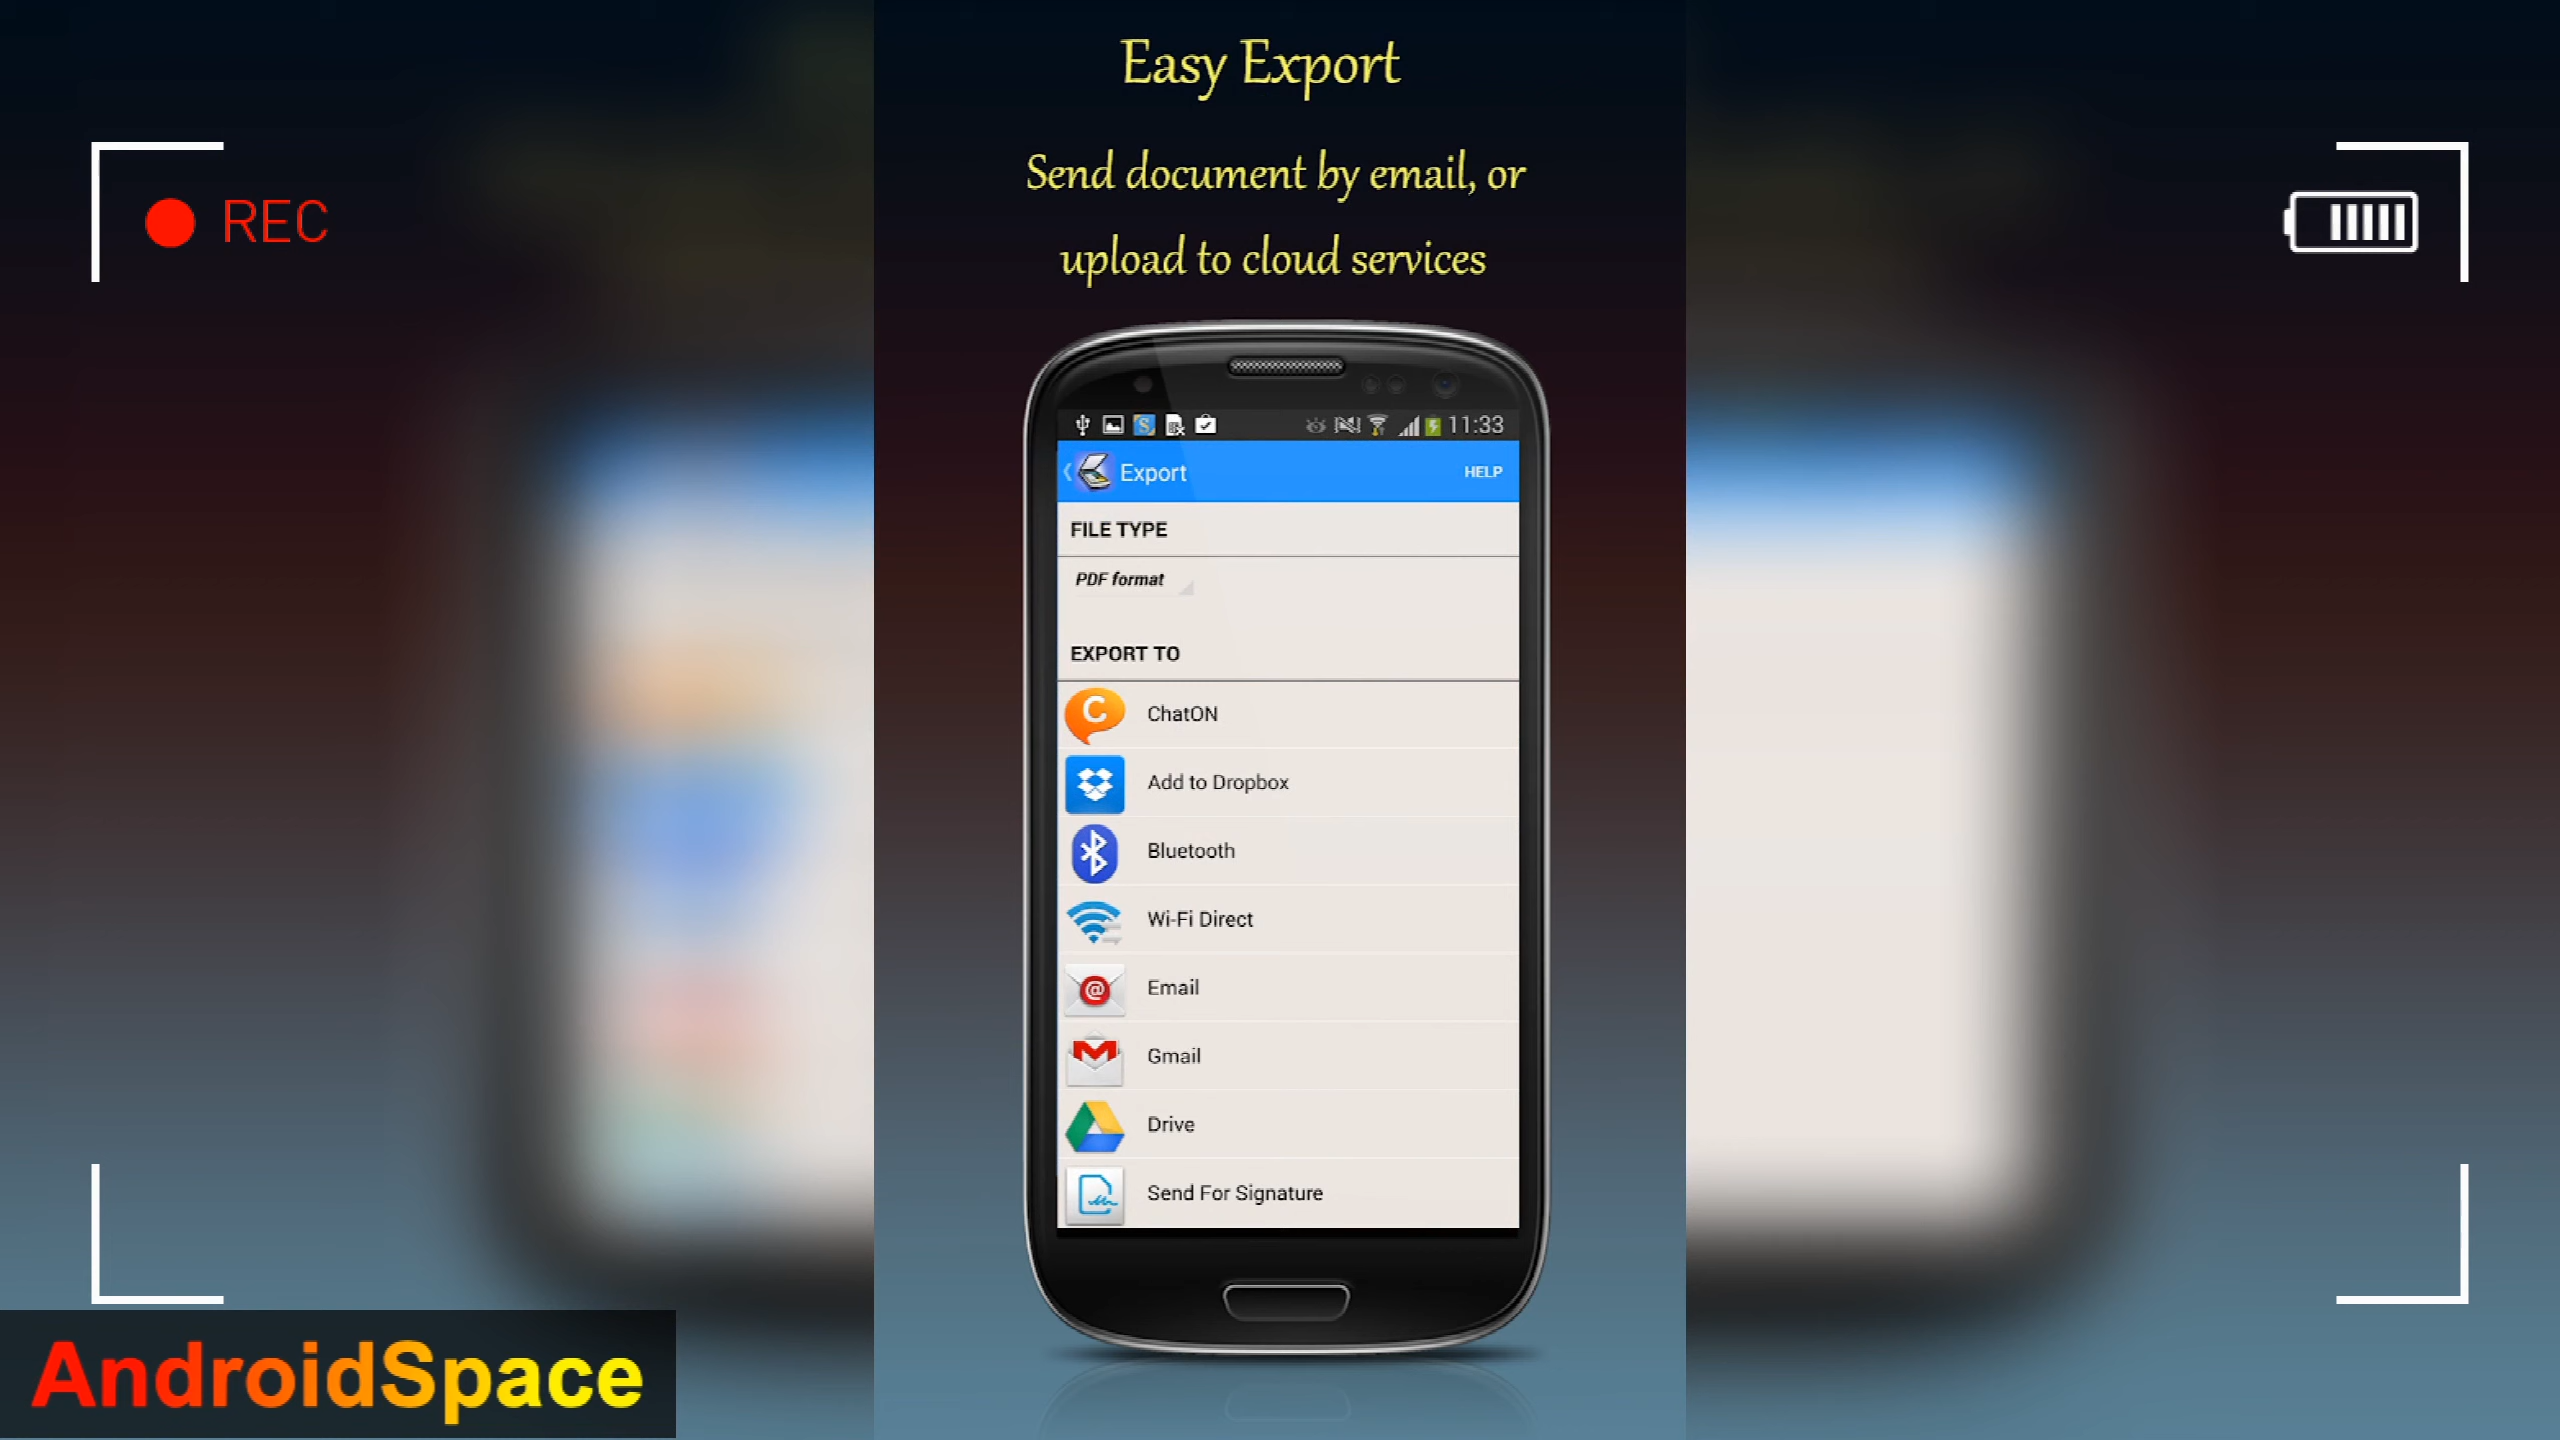 Easy Export
Send document by email, or
upload to cloud services
REC
11:33
Export
HELP
FILE TYPE
PDF format
EXPORT TO
ChatON
Add to Dropbox
Bluetooth
Wi-Fi Direct
Email
Gmail
Drive
Send For Signature
AndroidSpace